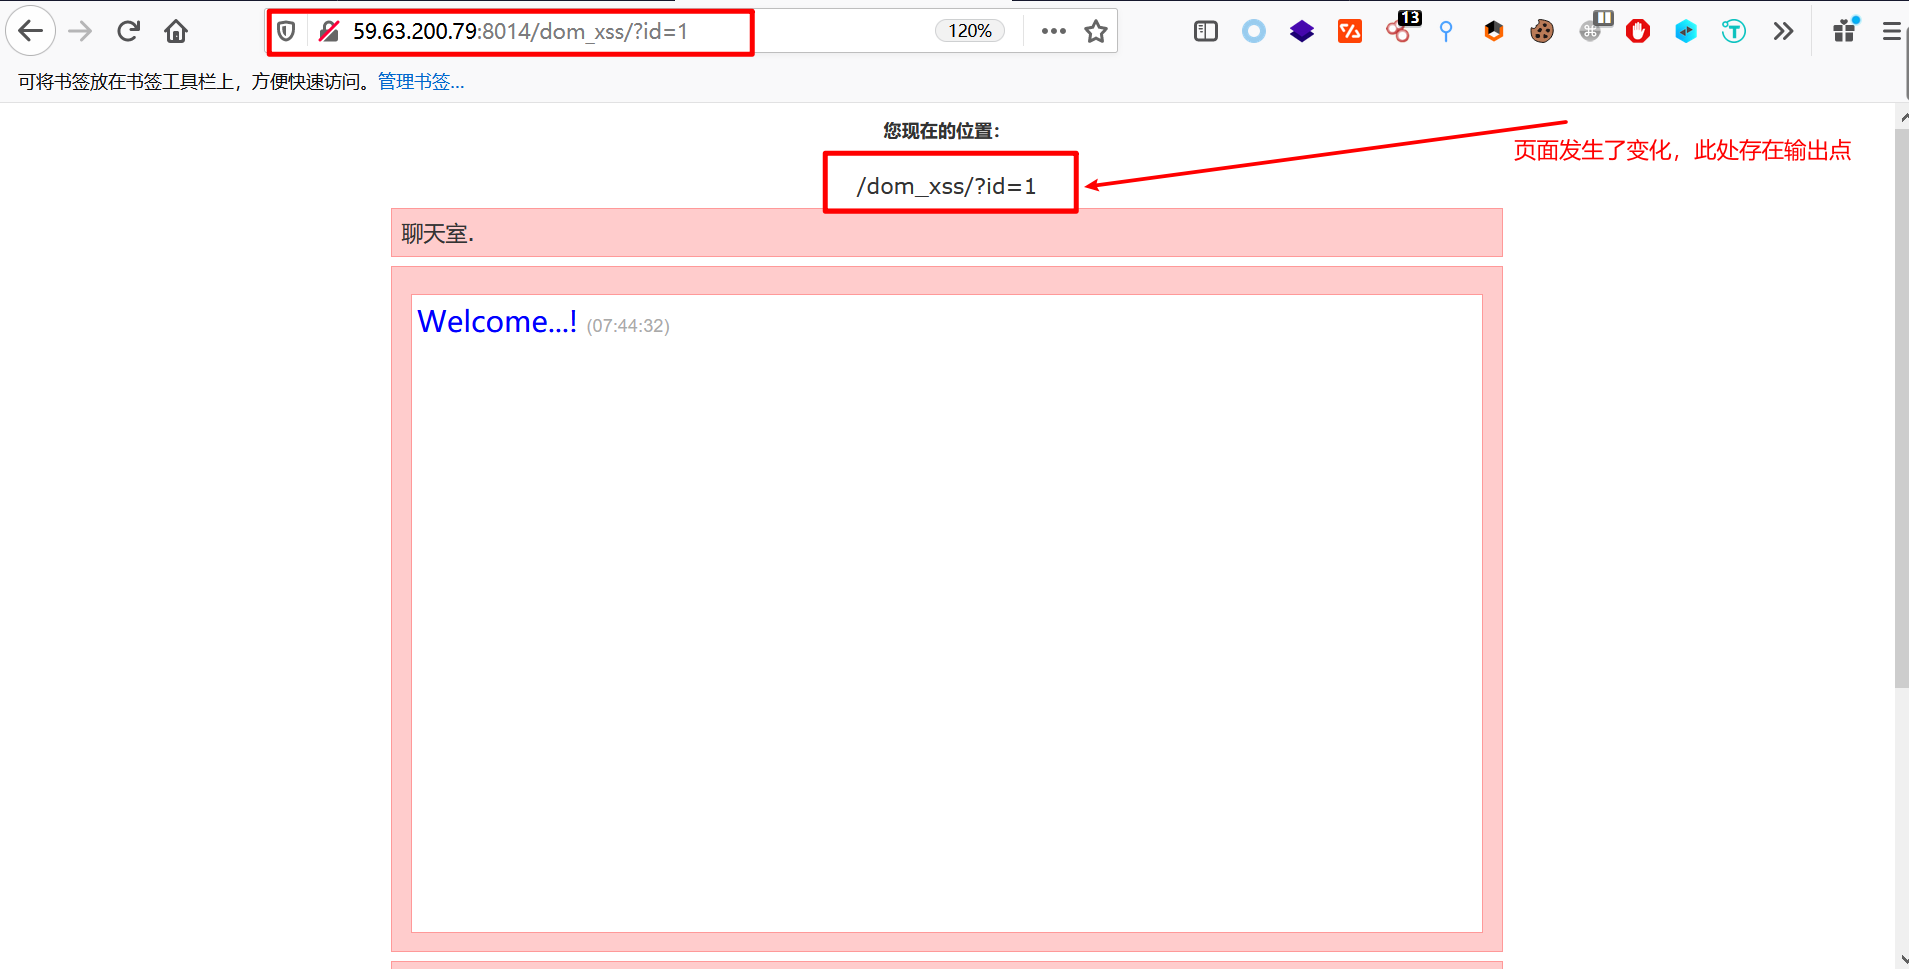 59.63.200.79:8014/dom_xss/?id=1
120%
13
可将书签放在书签工具栏上，方便快速访问。管理书签...
您现在的位置：
页面发生了变化，此处存在输出点
/dom_xss/?id=1
聊天室.
Welcome...! (07:44:32)